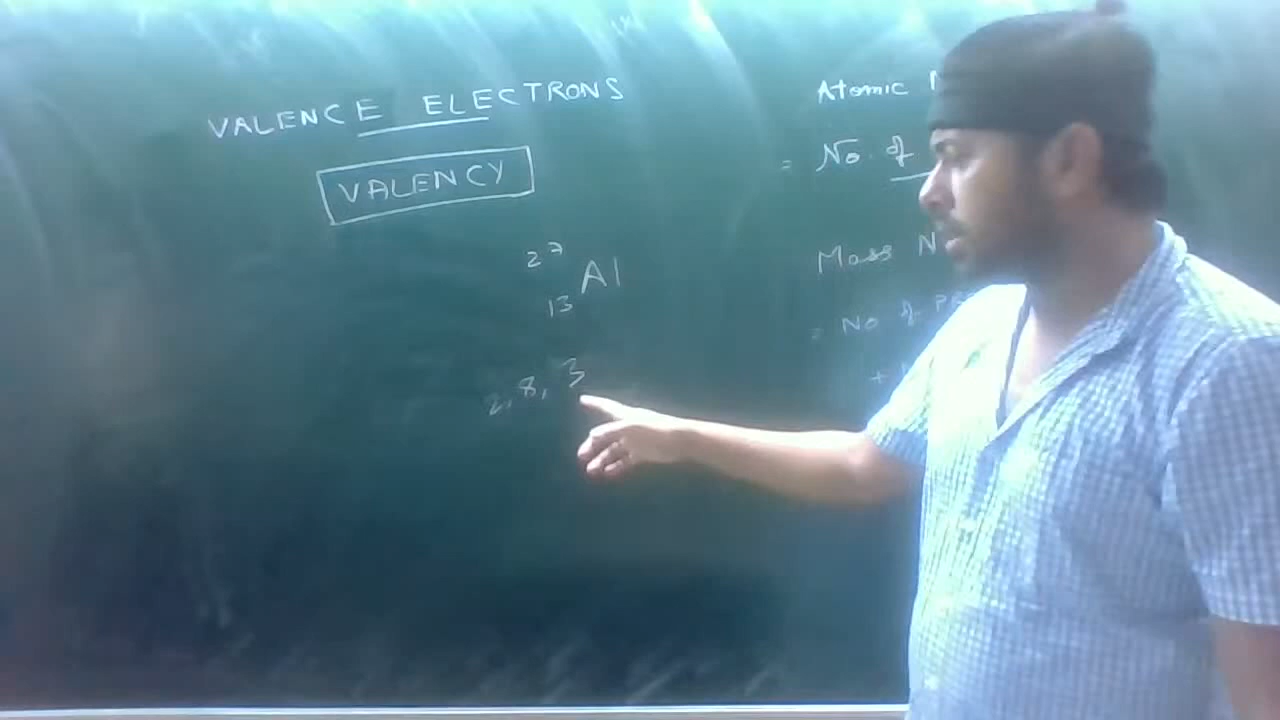 VALENCE ELECTRONS
VALENCY
27
13 Al
2, 8, 3
Atomic
= No. of
Mass N
= No of P
+